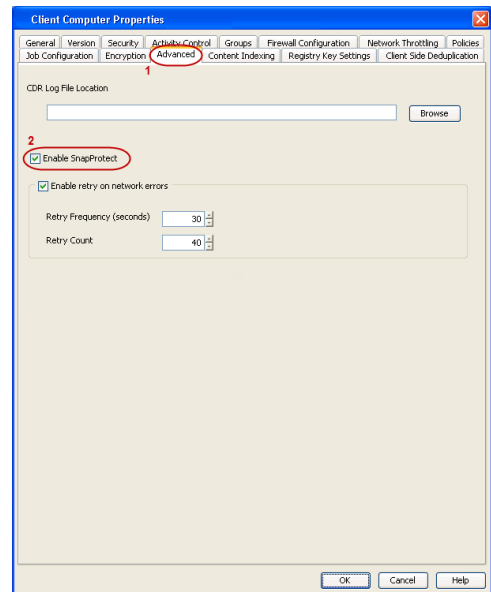 Client Computer Properties
General Version Security Activity Control Groups Firewall Configuration Network Throttling Policies
Job Configuration Encryption Advanced Content Indexing Registry Key Settings Client Side Deduplication
1
CDR Log File Location
Browse
2
Enable SnapProtect
Enable retry on network errors
Retry Frequency (seconds) 30
Retry Count 40
OK Cancel Help